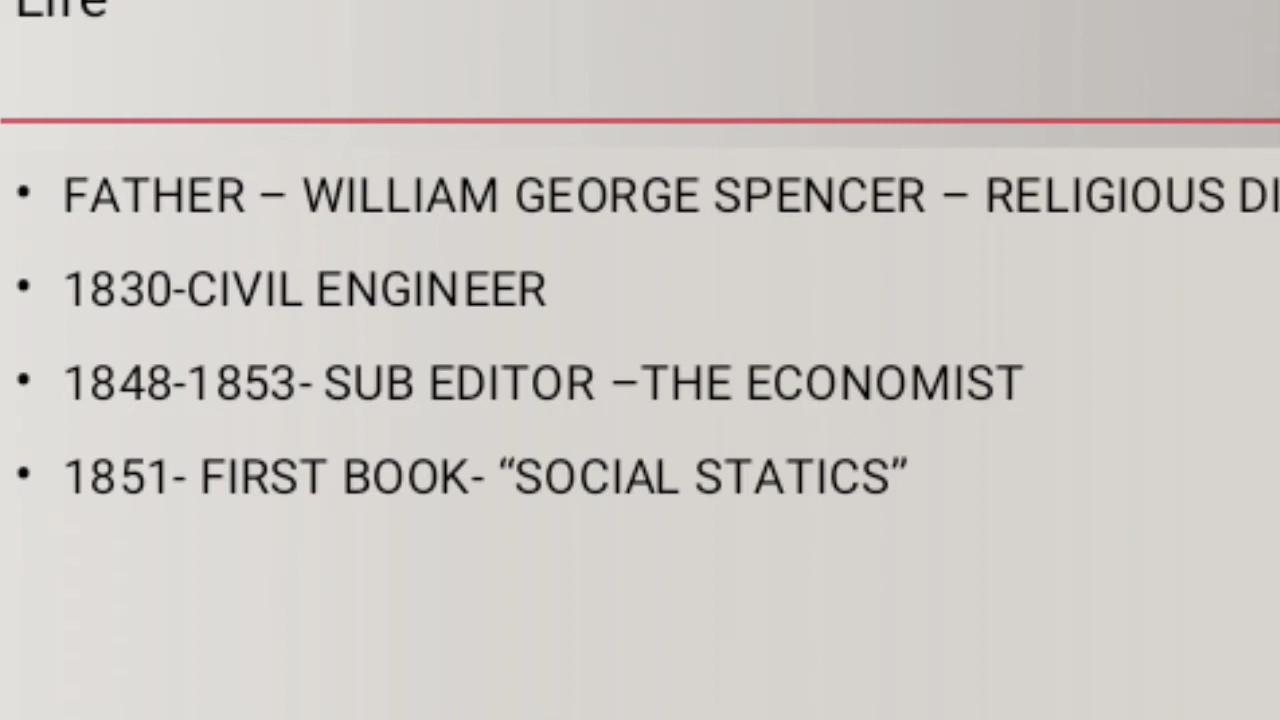 Life
• FATHER – WILLIAM GEORGE SPENCER – RELIGIOUS
• 1830-CIVIL ENGINEER
• 1848-1853- SUB EDITOR –THE ECONOMIST
• 1851- FIRST BOOK- “SOCIAL STATICS”